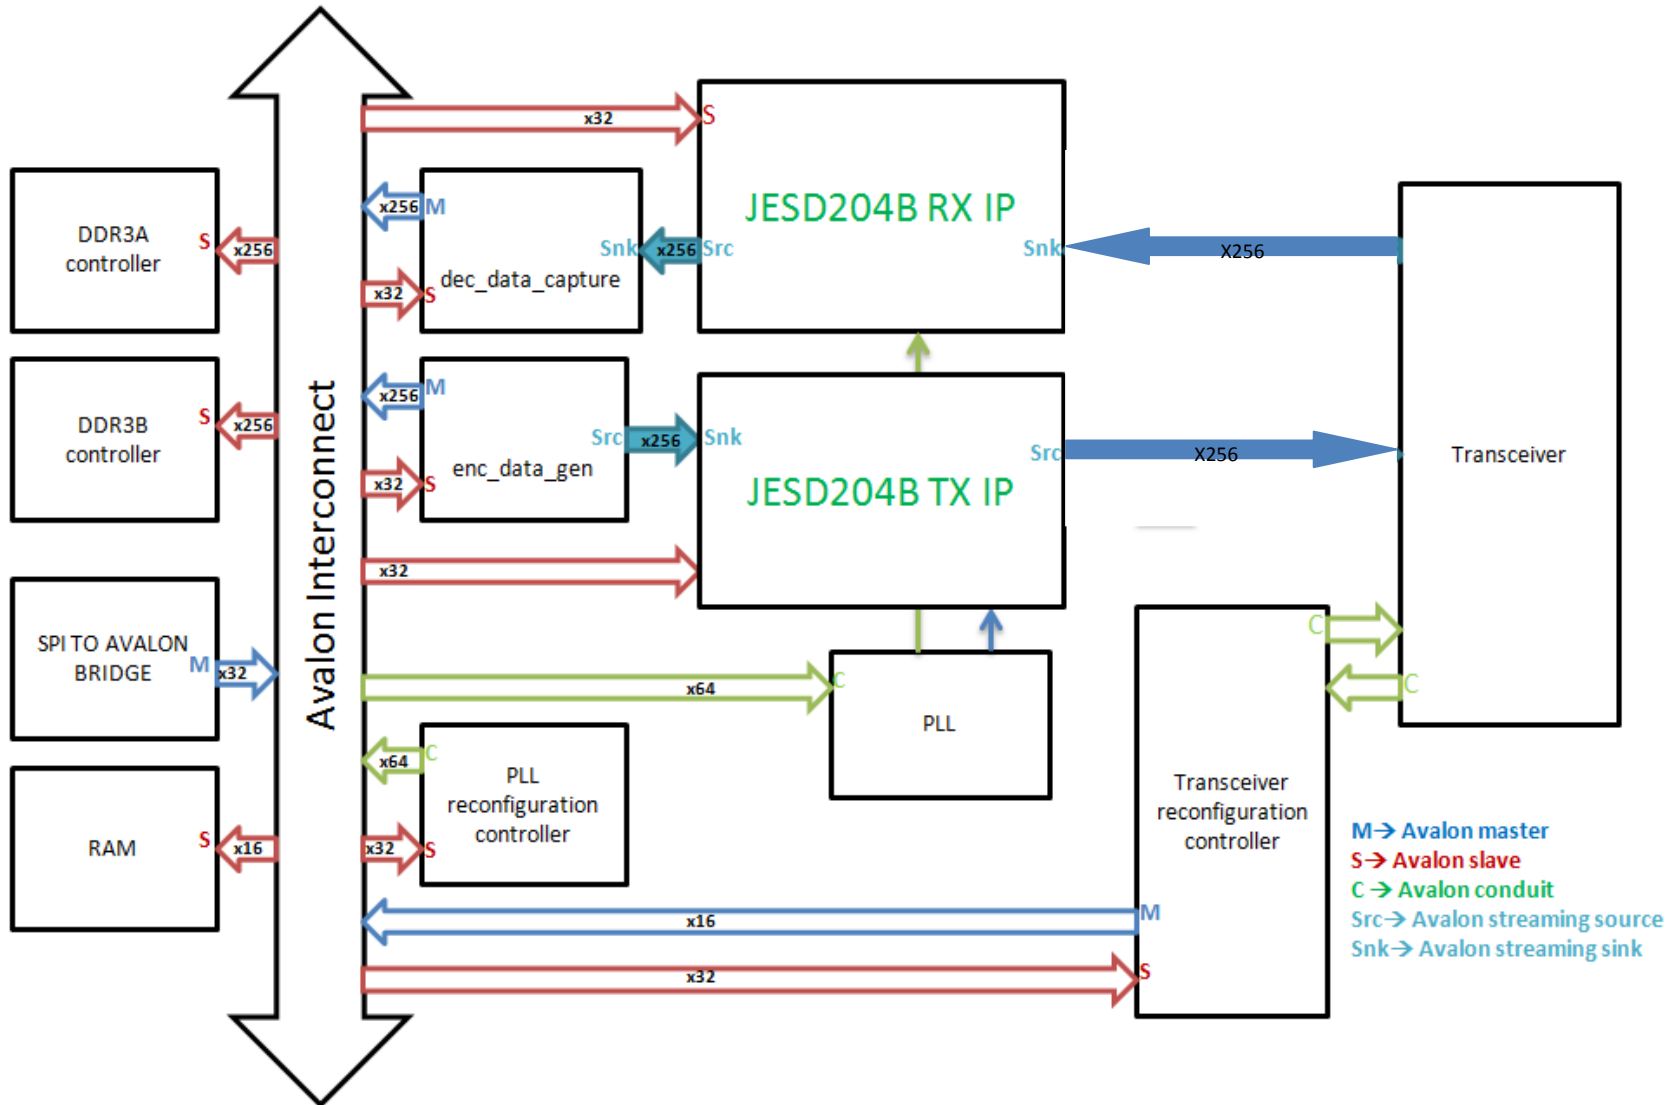 x32
S
JESD204B RX IP
Snk
X256
x256
M
Snk
x256
Src
dec_data_capture
x32
S
DDR3A
controller
S
x256
DDR3B
controller
S
x256
Avalon Interconnect
x256
M
enc_data_gen
Src
x256
Snk
x32
S
JESD204B TX IP
Src
X256
Transceiver
x32
SPI TO AVALON
BRIDGE
M
x32
x64
C
PLL
C
C
x64
C
PLL
reconfiguration
controller
x32
S
RAM
S
x16
Transceiver
reconfiguration
controller
x16
M
x32
S
M→ Avalon master
S→ Avalon slave
C → Avalon conduit
Src→ Avalon streaming source
Snk→ Avalon streaming sink